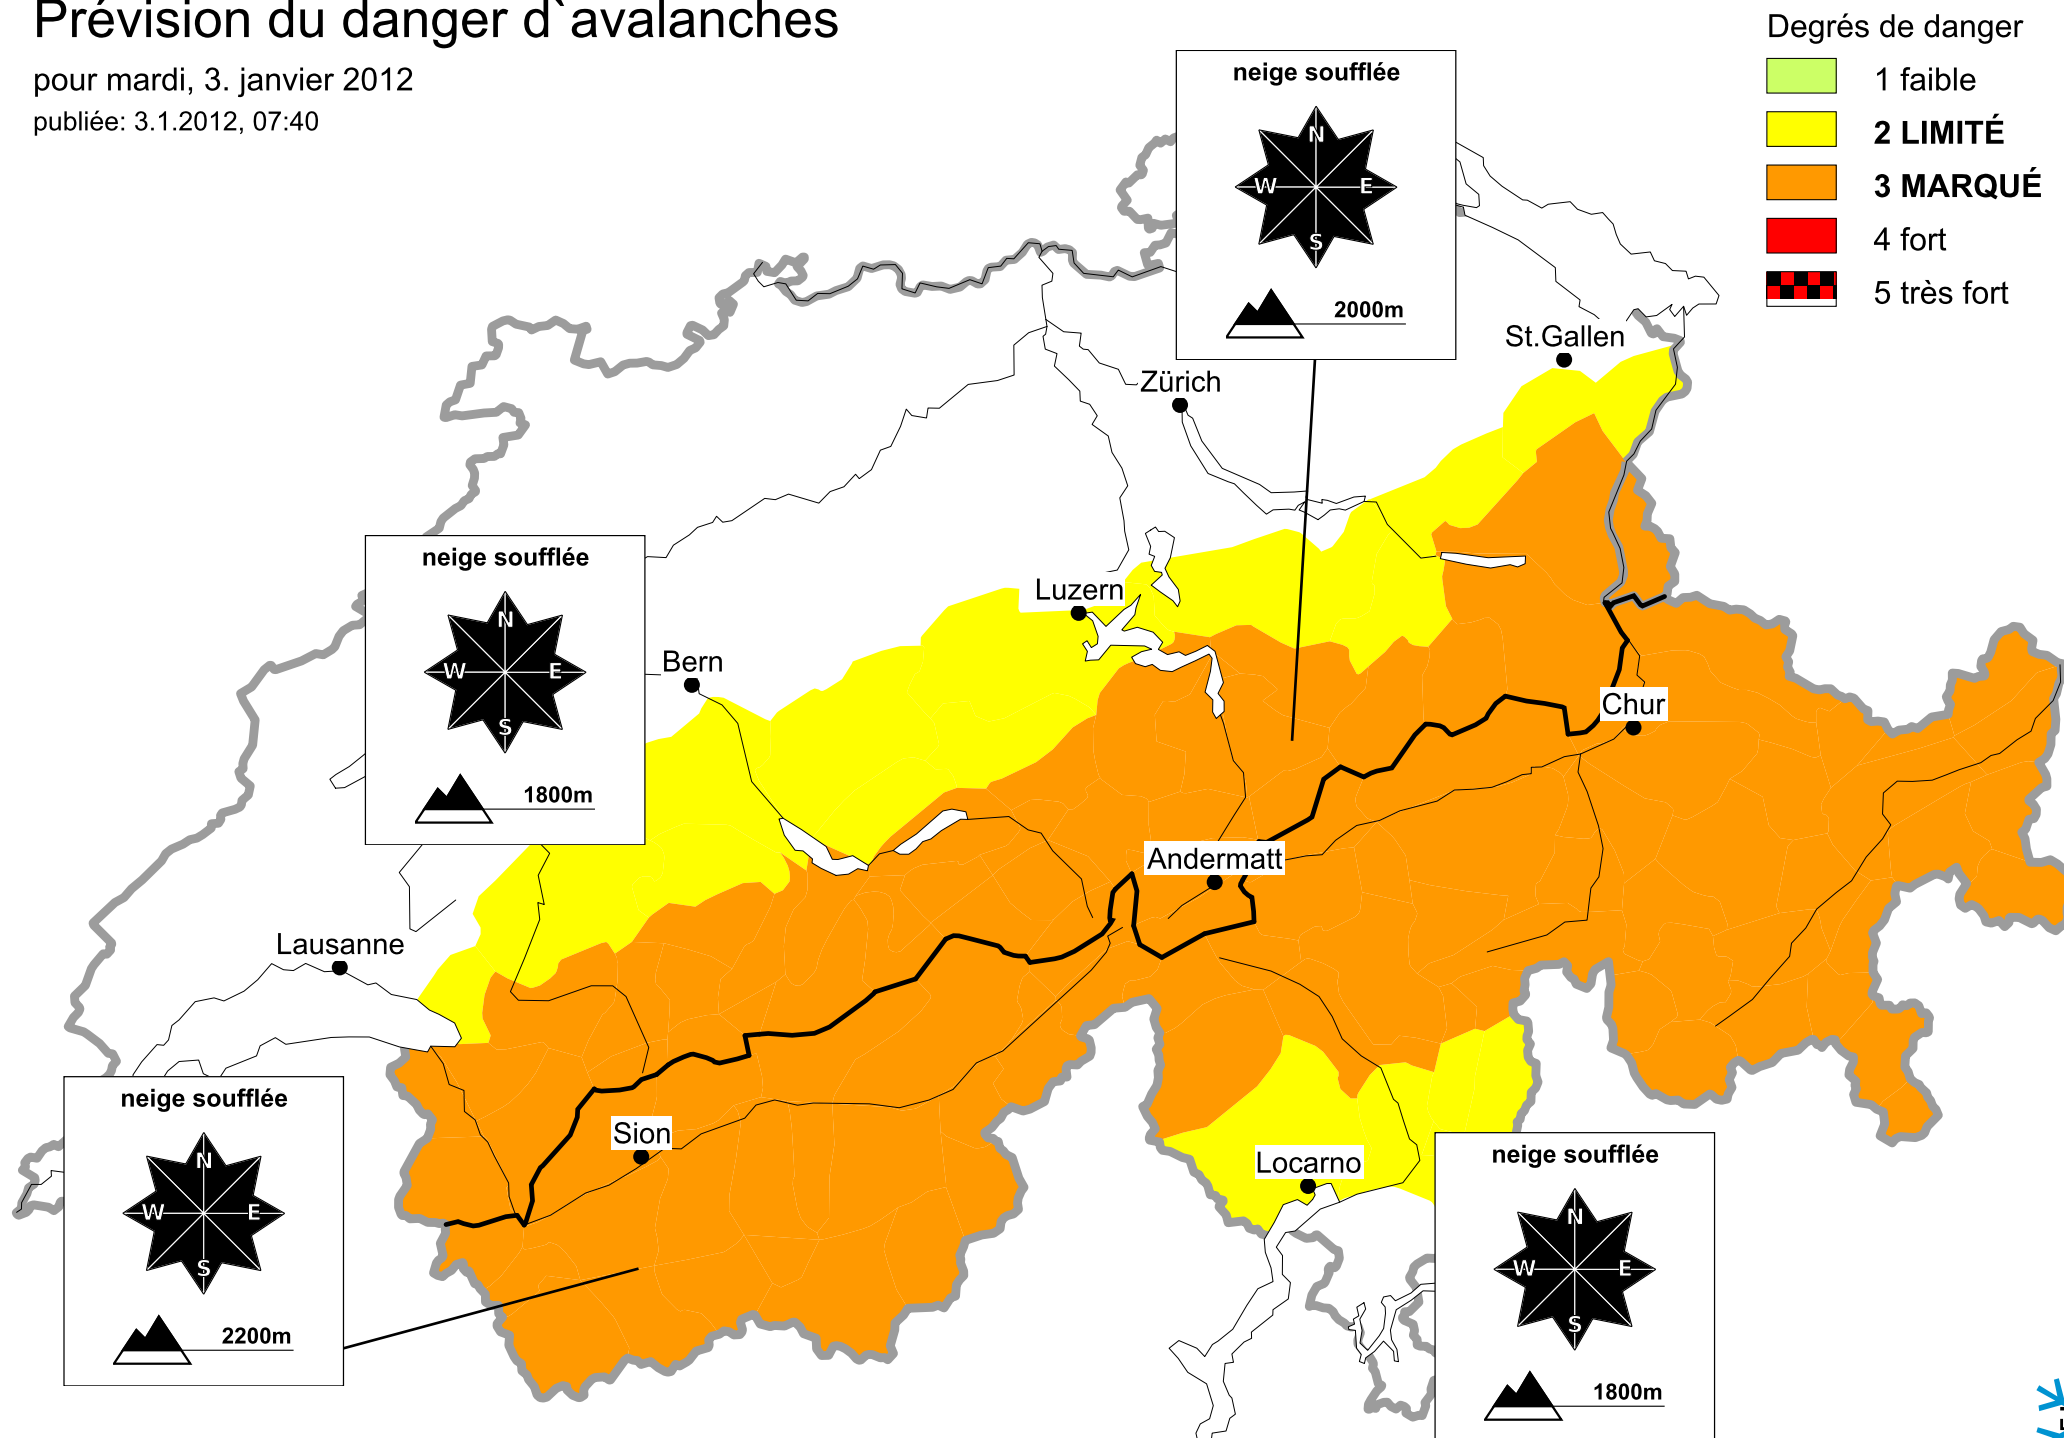 Prévision du danger d`avalanches
pour mardi, 3. janvier 2012
publiée: 3.1.2012, 07:40
Degrés de danger
1 faible
2 LIMITÉ
3 MARQUÉ
4 fort
5 très fort
neige soufflée
N
W E
S
2000m
St.Gallen
Zürich
neige soufflée
N
W E
S
1800m
Luzern
Bern
Chur
Andermatt
Lausanne
neige soufflée
N
W E
S
2200m
Sion
Locarno
neige soufflée
N
W E
S
1800m